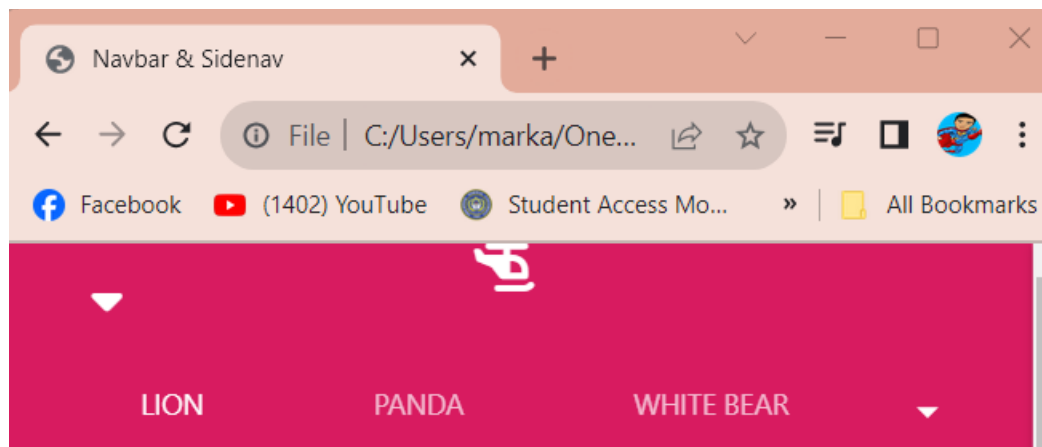 Navbar & Sidenav
File C:/Users/marka/One...
Facebook (1402) YouTube Student Access Mo... » All Bookmarks
LION PANDA WHITE BEAR